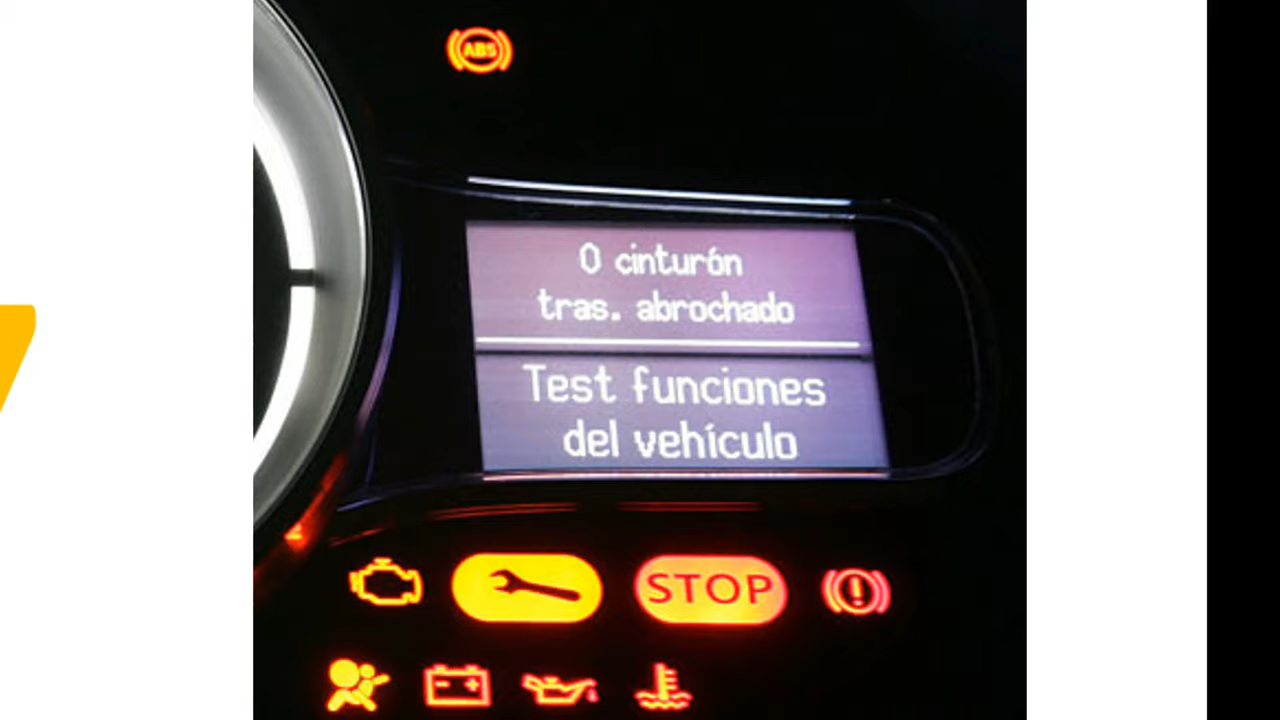 ABS
0 cinturón
tras. abrochado
Test funciones
del vehículo
STOP